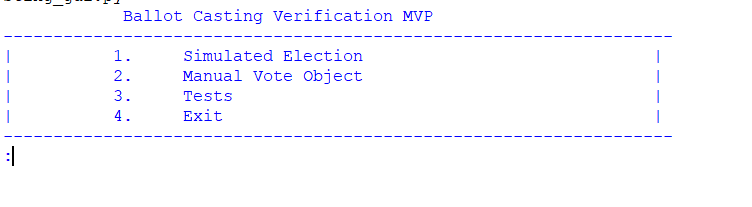 Ballot Casting Verification MVP
--------------------------------------------------------------------
| 1. Simulated Election |
| 2. Manual Vote Object |
| 3. Tests |
| 4. Exit |
--------------------------------------------------------------------
: